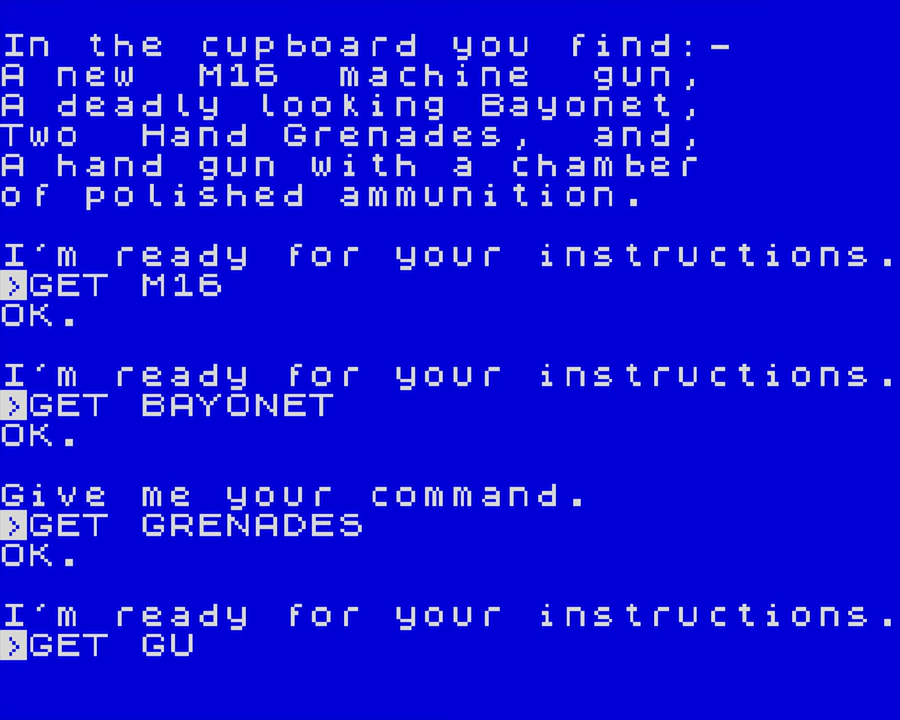 In the cupboard you find:-
A new M16 machine gun,
A deadly looking Bayonet,
Two Hand Grenades, and,
A hand gun with a chamber
of polished ammunition.
I'm ready for your instructions.
>GET M16
OK.
I'm ready for your instructions.
>GET BAYONET
OK.
Give me your command.
>GET GRENADES
OK.
I'm ready for your instructions.
>GET GU